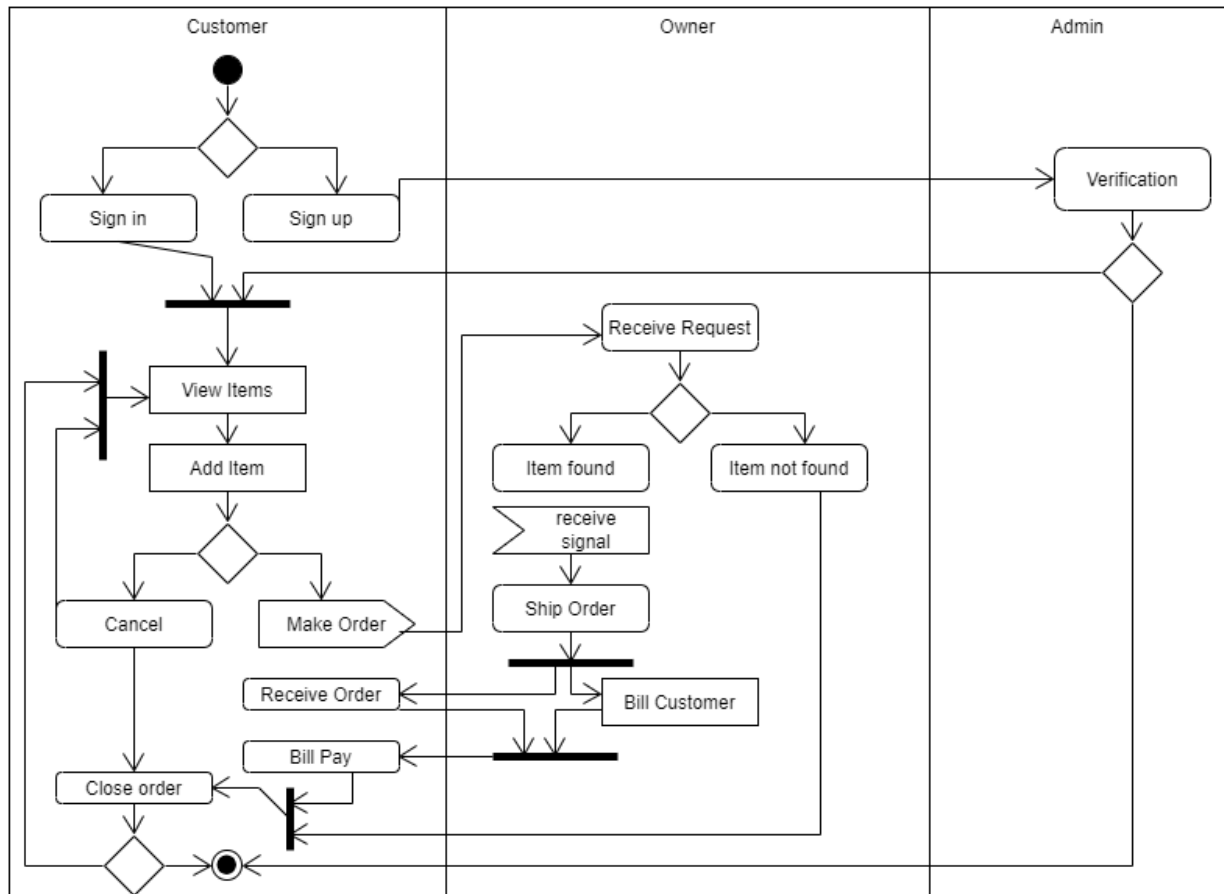 Customer
Owner
Admin
Sign in
Sign up
Verification
Receive Request
View Items
Add Item
Item found
Item not found
receive
signal
Cancel
Make Order
Ship Order
Receive Order
Bill Customer
Bill Pay
Close order